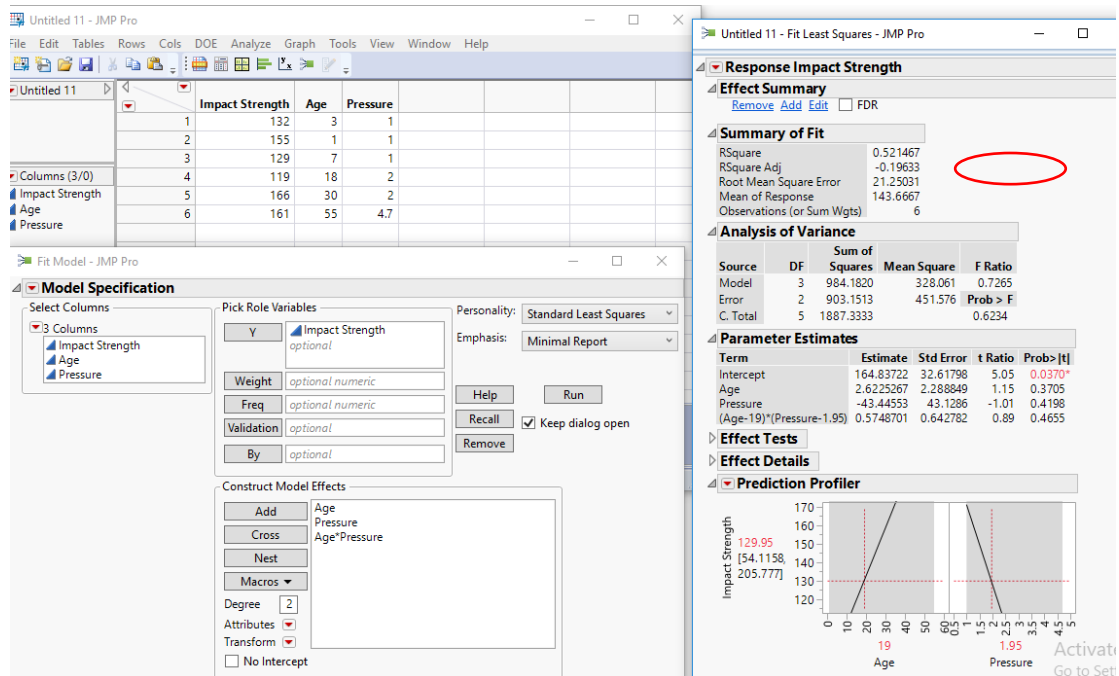 Untitled 11 - JMP Pro
File Edit Tables Rows Cols DOE Analyze Graph Tools View Window Help
Untitled 11
Impact Strength Age Pressure
1 132 3 1
2 155 1 1
3 129 7 1
4 119 18 2
5 166 30 2
6 161 55 4.7
Columns (3/0)
Impact Strength
Age
Pressure
Fit Model - JMP Pro
Model Specification
Select Columns
3 Columns
Impact Strength
Age
Pressure
Pick Role Variables
Y
Impact Strength
optional
Weight optional numeric
Freq optional numeric
Validation optional
By optional
Personality: Standard Least Squares
Emphasis: Minimal Report
Help Run
Recall Keep dialog open
Remove
Construct Model Effects
Add
Cross
Nest
Macros
Degree 2
Attributes
Transform
No Intercept
Age
Pressure
Age*Pressure
Untitled 11 - Fit Least Squares - JMP Pro
Response Impact Strength
Effect Summary
Remove Add Edit FDR
Summary of Fit
RSquare 0.521467
RSquare Adj -0.19633
Root Mean Square Error 21.25031
Mean of Response 143.6667
Observations (or Sum Wgts) 6
Analysis of Variance
Sum of
Source DF Squares Mean Square F Ratio
Model 3 984.1820 328.061 0.7265
Error 2 903.1513 451.576 Prob > F
C. Total 5 1887.3333 0.6234
Parameter Estimates
Term Estimate Std Error t Ratio Prob>|t|
Intercept 164.83722 32.61798 5.05 0.0370*
Age 2.6225267 2.288849 1.15 0.3705
Pressure -43.44553 43.1286 -1.01 0.4198
(Age-19)*(Pressure-1.95) 0.5748701 0.642782 0.89 0.4655
Effect Tests
Effect Details
Prediction Profiler
Impact Strength
129.95
[54.1158,
205.777]
170
160
150
140
130
120
0 10 20 30 40 50 60
0.5 1 1.5 2 2.5 3 3.5 4 4.5 5
19
Age
1.95
Pressure
Activate
Go to Sett